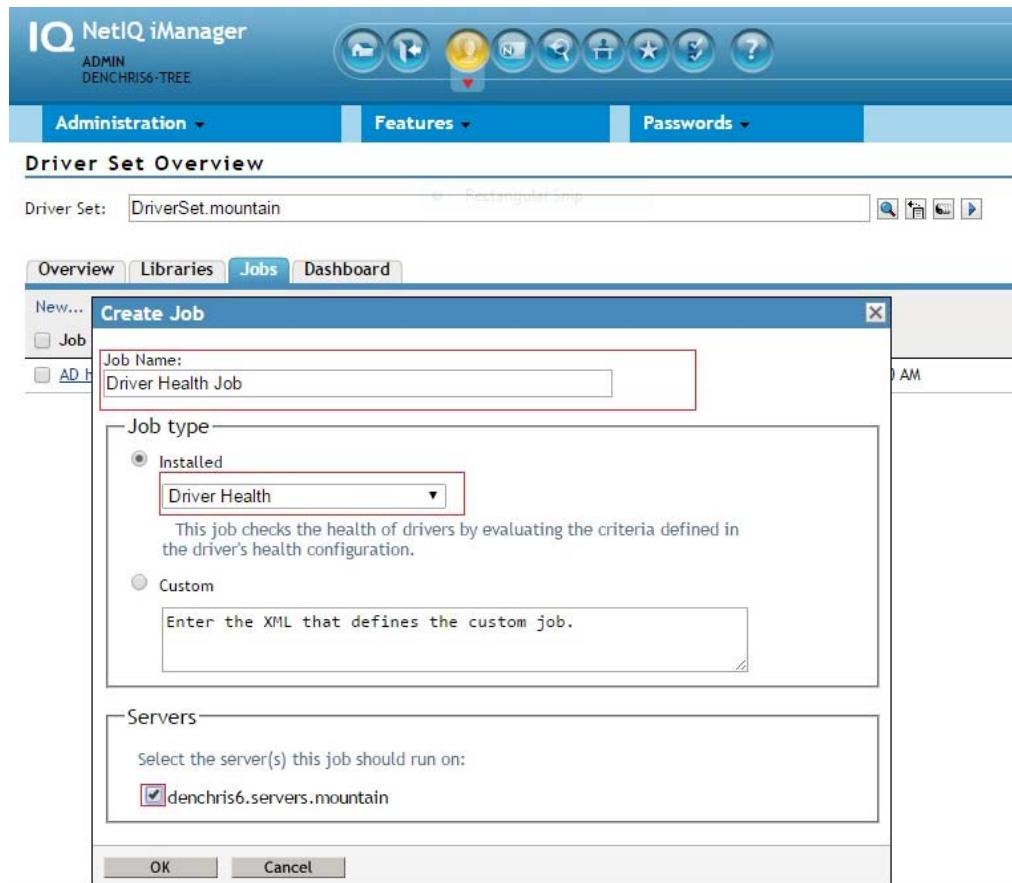 IQ NetIQ iManager
ADMIN
DENCHRIS6-TREE
N
?
Administration
Features
Passwords
Driver Set Overview
Rectangular Snip
Driver Set: DriverSet.mountain
Overview Libraries Jobs Dashboard
New...
Job
AD h
AM
Create Job
Job Name:
Driver Health Job
Job type
Installed
Driver Health
This job checks the health of drivers by evaluating the criteria defined in
the driver's health configuration.
Custom
Enter the XML that defines the custom job.
Servers
Select the server(s) this job should run on:
denchris6.servers.mountain
OK Cancel